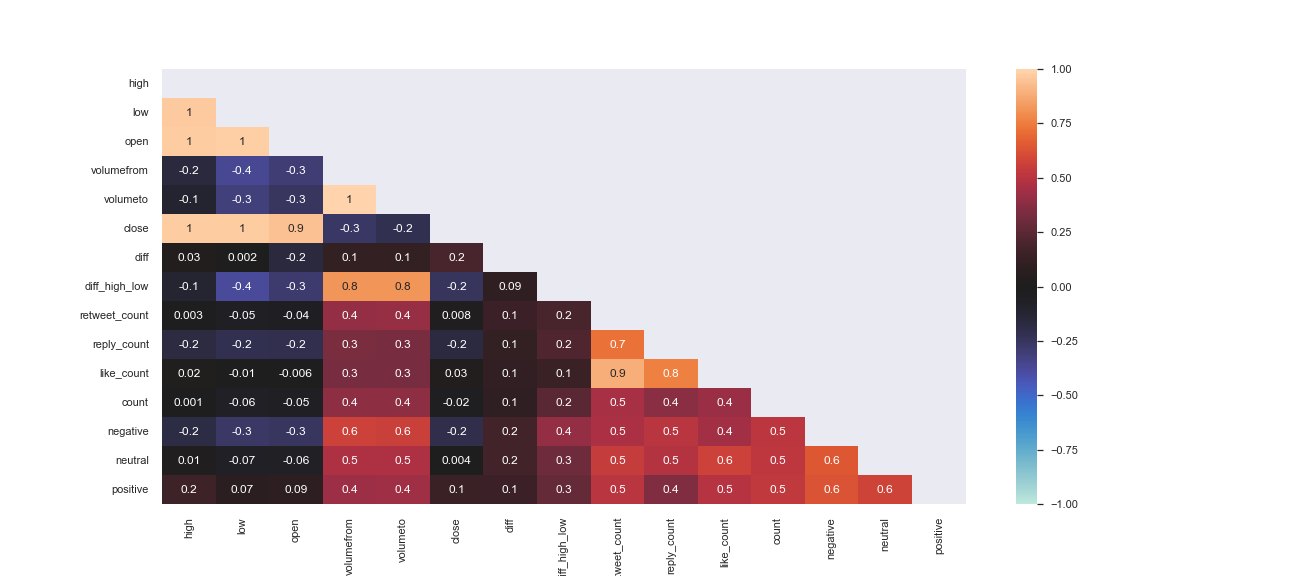 high
low 1
open 1 1
volumefrom -0.2 -0.4 -0.3
volumeto -0.1 -0.3 -0.3 1
close 1 1 0.9 -0.3 -0.2
diff 0.03 0.002 -0.2 0.1 0.1 0.2
diff_high_low -0.1 -0.4 -0.3 0.8 0.8 -0.2 0.09
retweet_count 0.003 -0.05 -0.04 0.4 0.4 0.008 0.1 0.2
reply_count -0.2 -0.2 -0.2 0.3 0.3 -0.2 0.1 0.2 0.7
like_count 0.02 -0.01 -0.006 0.3 0.3 0.03 0.1 0.1 0.9 0.8
count 0.001 -0.06 -0.05 0.4 0.4 -0.02 0.1 0.2 0.5 0.4 0.4
negative -0.2 -0.3 -0.3 0.6 0.6 -0.2 0.2 0.4 0.5 0.5 0.4 0.5
neutral 0.01 -0.07 -0.06 0.5 0.5 0.004 0.2 0.3 0.5 0.5 0.6 0.5 0.6
positive 0.2 0.07 0.09 0.4 0.4 0.1 0.1 0.3 0.5 0.4 0.5 0.5 0.6 0.6
high
low
open
volumefrom
volumeto
close
diff
iff_high_low
tweet_count
reply_count
like_count
count
negative
neutral
positive
1.00
0.75
0.50
0.25
0.00
−0.25
−0.50
−0.75
−1.00